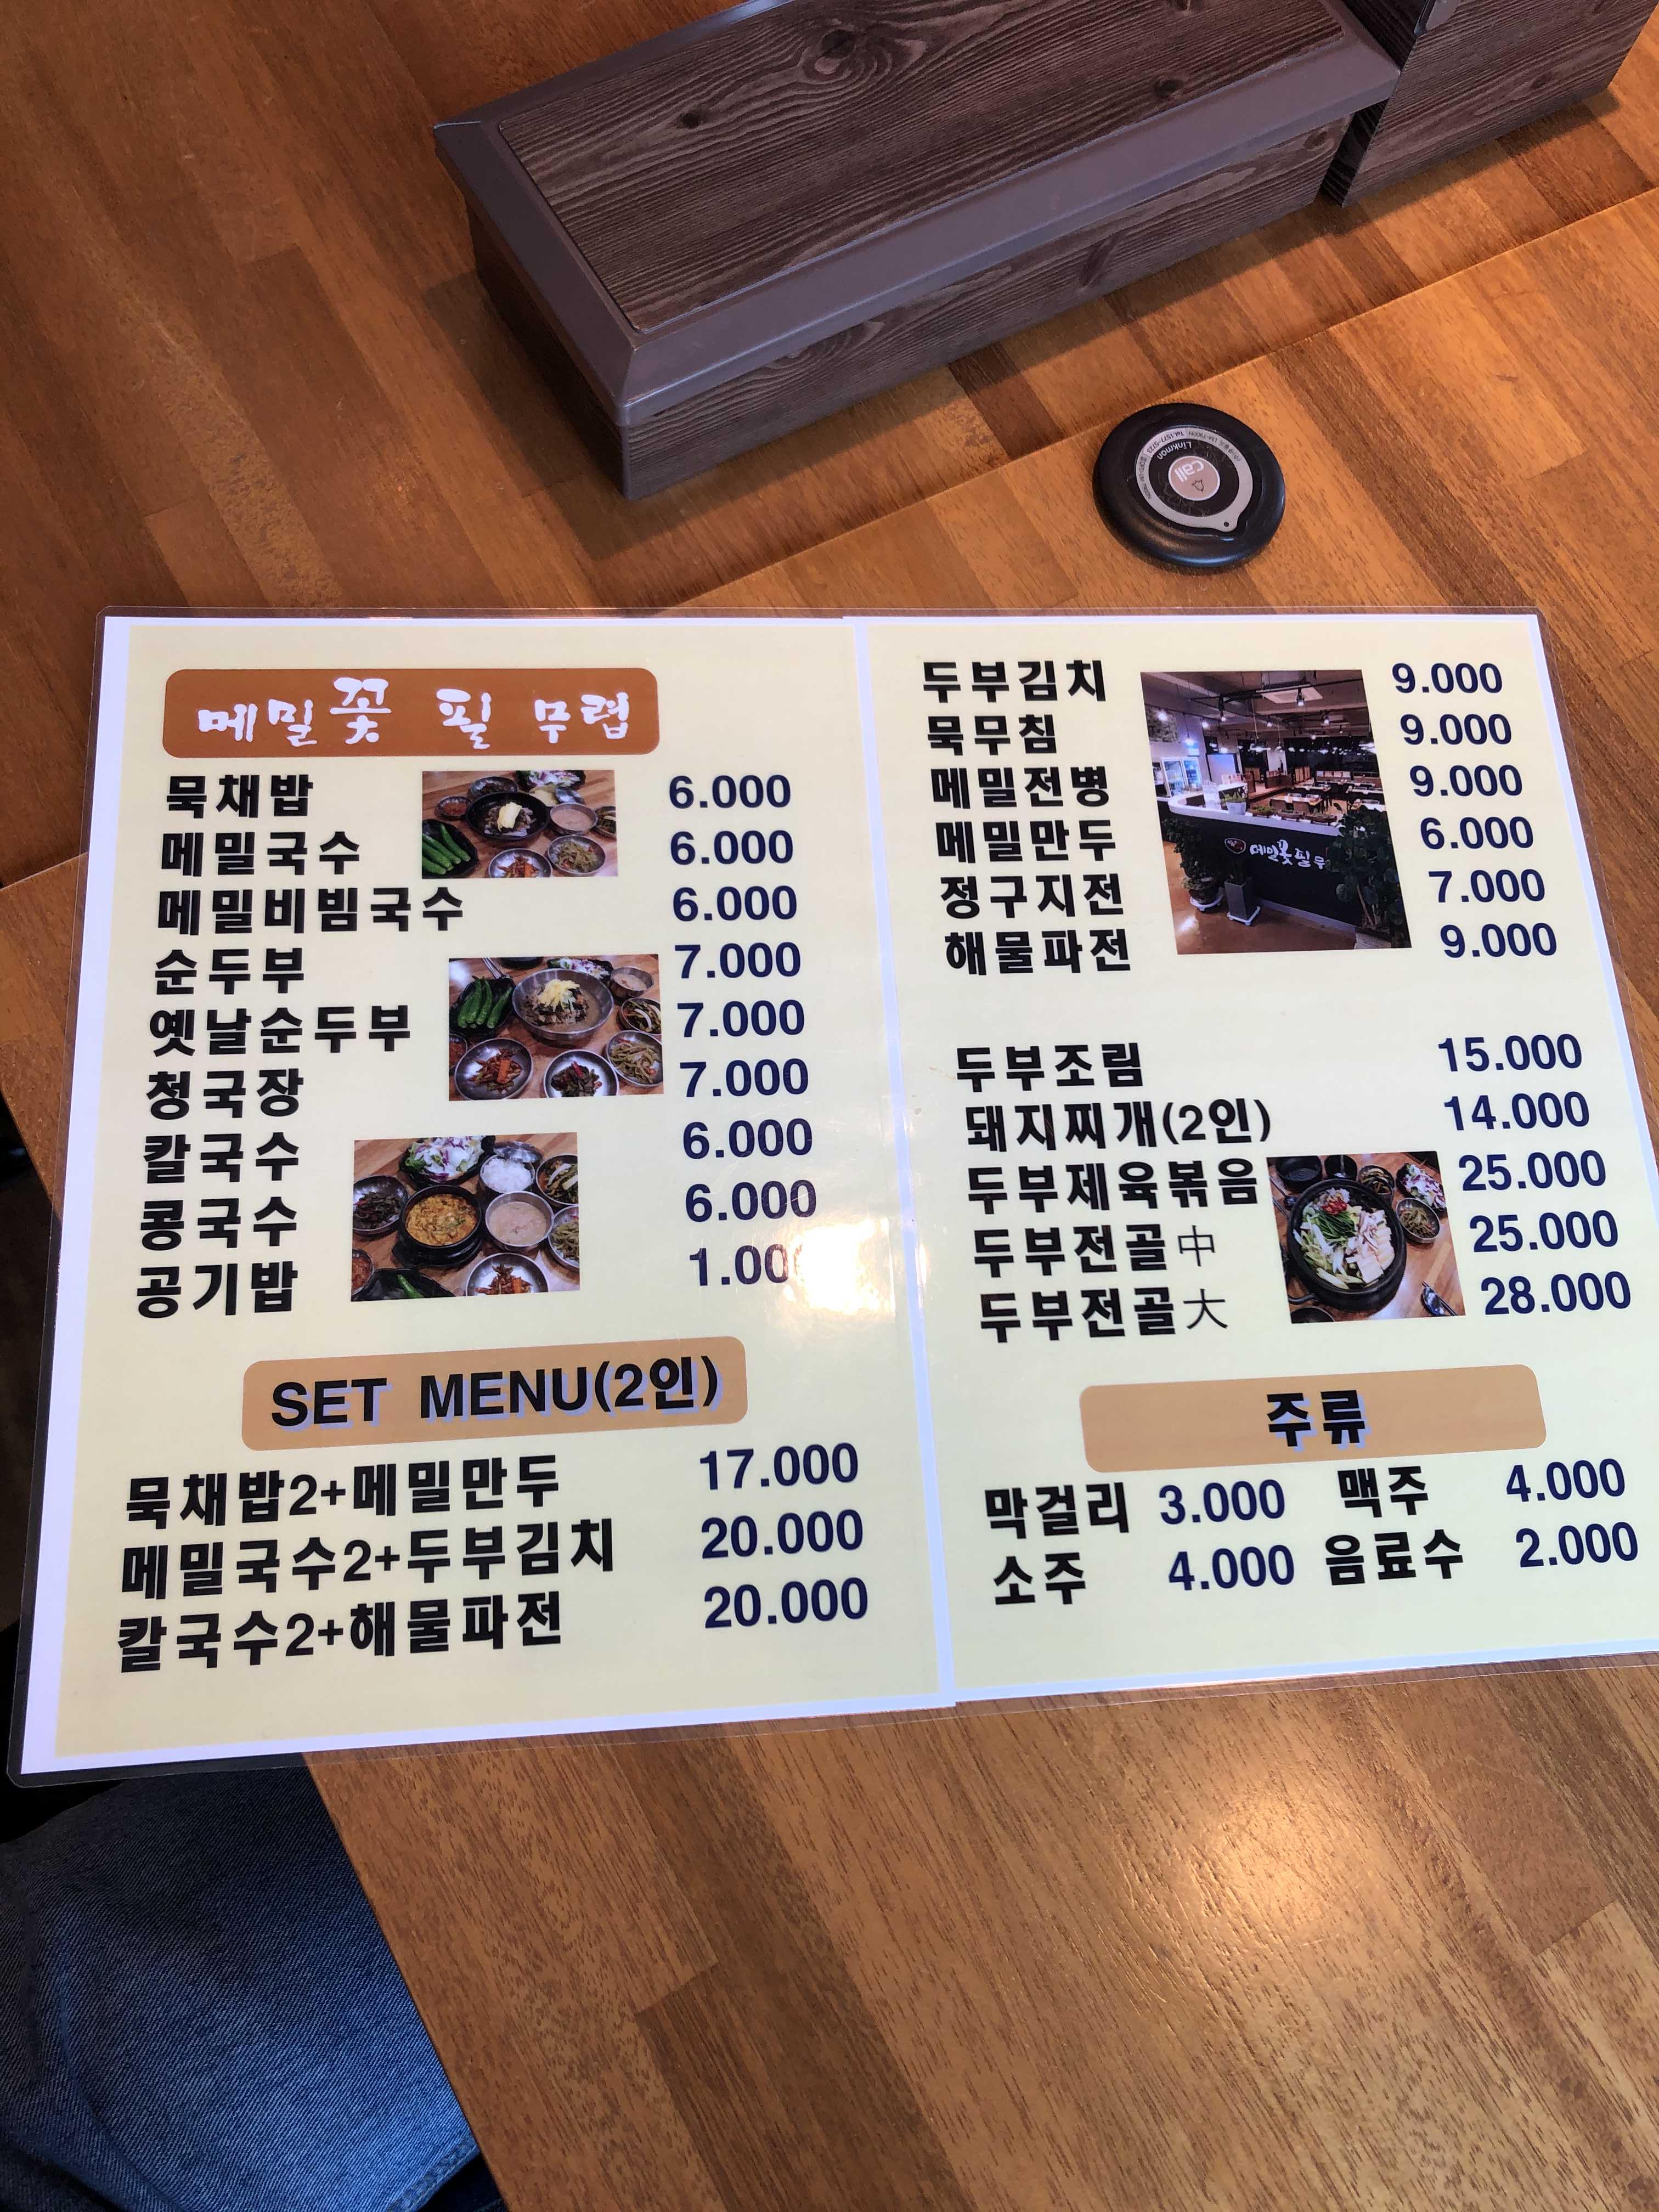 메밀꽃 필 무렵
묵채밥 6.000
메밀국수 6.000
메밀비빔국수 6.000
순두부 7.000
옛날순두부 7.000
청국장 7.000
칼국수 6.000
콩국수 6.000
공기밥
SET MENU(2인)
묵채밥2+메밀만두 17.000
메밀국수2+두부김치 20.000
칼국수2+해물파전 20.000
두부김치 9.000
묵무침 9.000
메밀전병 9.000
메밀만두 6.000
정구지전 7.000
해물파전 9.000
메밀꽃필무
두부조림 15.000
돼지찌개(2인) 14.000
두부제육볶음 25.000
두부전골中 25.000
두부전골大 28.000
주류
막걸리 3.000 맥주 4.000
소주 4.000 음료수 2.000
call
Linkman